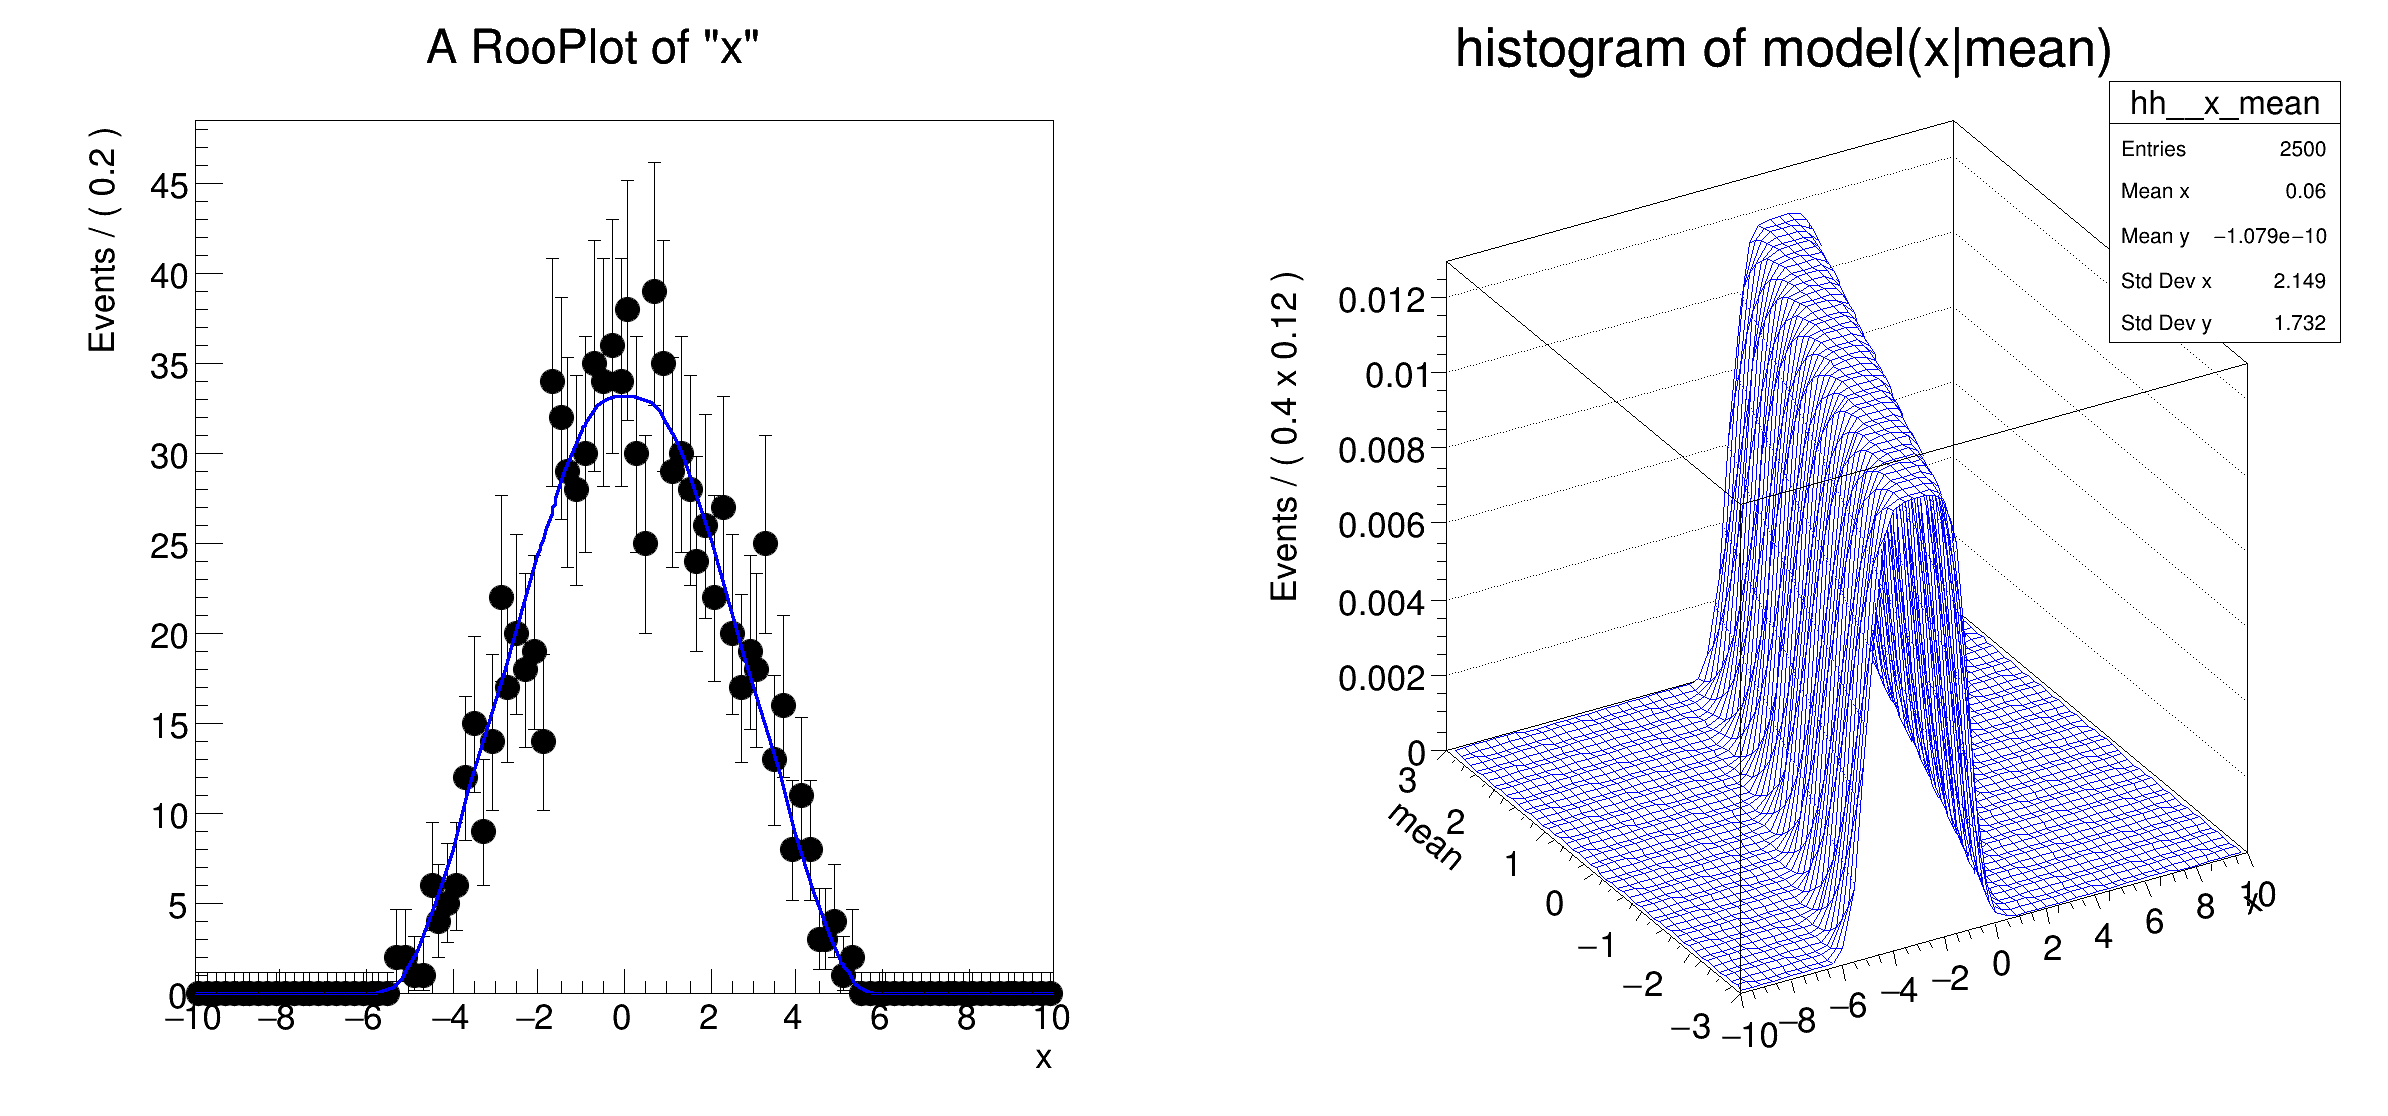 A RooPlot of "x"
Events / ( 0.2 )
45
40
35
30
25
20
15
10
5
0
−10 −8 −6 −4 −2 0 2 4 6 8 10
x
histogram of model(x|mean)
hh__x_mean
Entries 2500
Mean x 0.06
Mean y −1.079e−10
Std Dev x 2.149
Std Dev y 1.732
Events / ( 0.4 x 0.12 )
0.012
0.01
0.008
0.006
0.004
0.002
0
3 2 1 0 −1 −2 −3
mean
−10 −8 −6 −4 −2 0 2 4 6 8 10
x